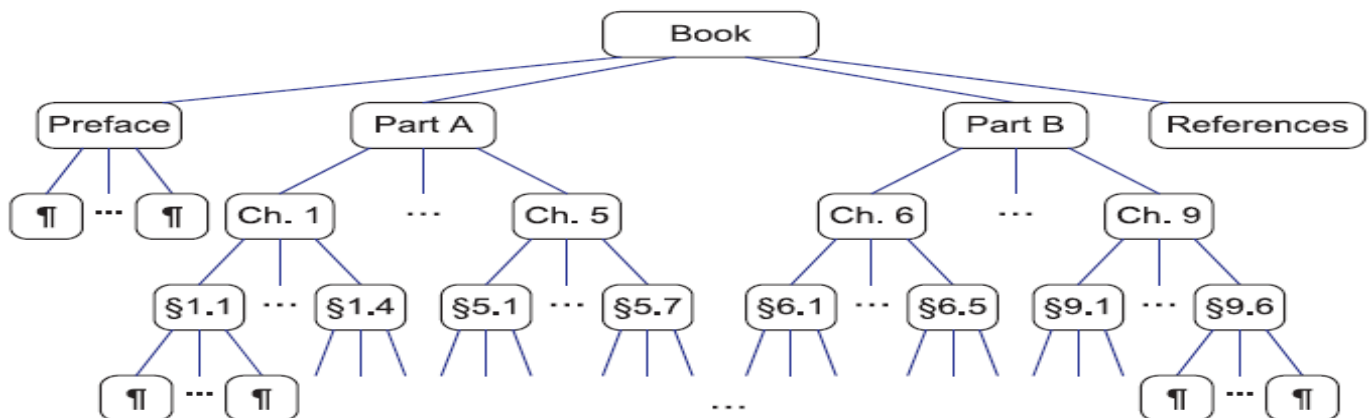 Book
Preface Part A Part B References
¶ ... ¶ Ch. 1 ... Ch. 5 Ch. 6 ... Ch. 9
§1.1 ... §1.4 §5.1 ... §5.7 §6.1 ... §6.5 §9.1 ... §9.6
¶ ... ¶ ... ¶ ... ¶